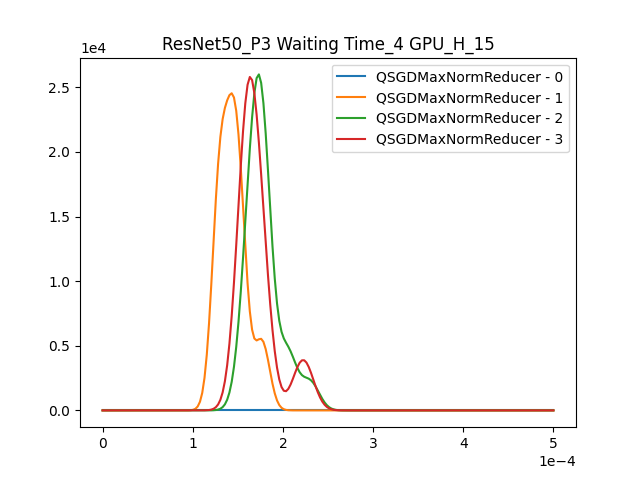 ResNet50_P3 Waiting Time_4 GPU_H_15
1e4
QSGDMaxNormReducer - 0
QSGDMaxNormReducer - 1
QSGDMaxNormReducer - 2
QSGDMaxNormReducer - 3
2.5
2.0
1.5
1.0
0.5
0.0
0 1 2 3 4 5
1e−4